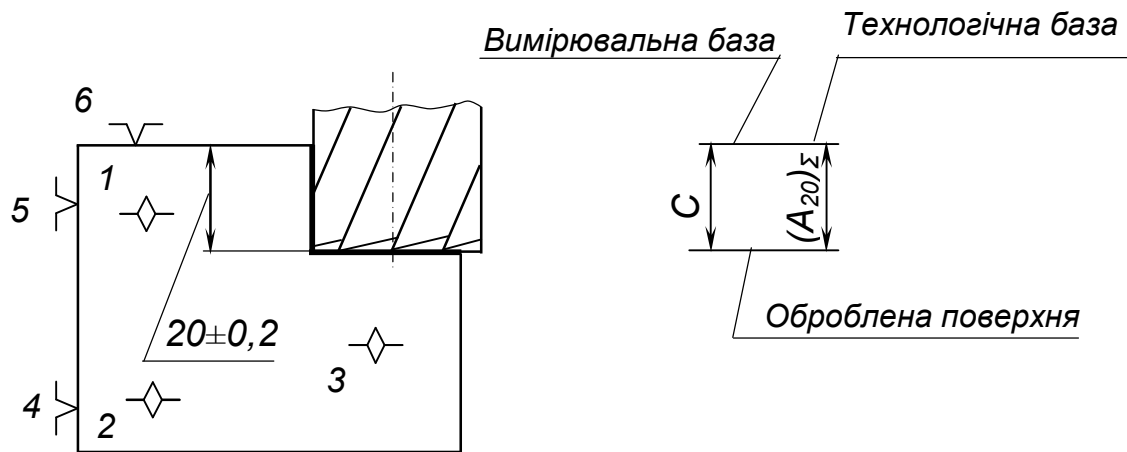 Вимірювальна база
Технологічна база
6
1
5
C
(A20)Σ
20±0,2
Оброблена поверхня
3
4
2